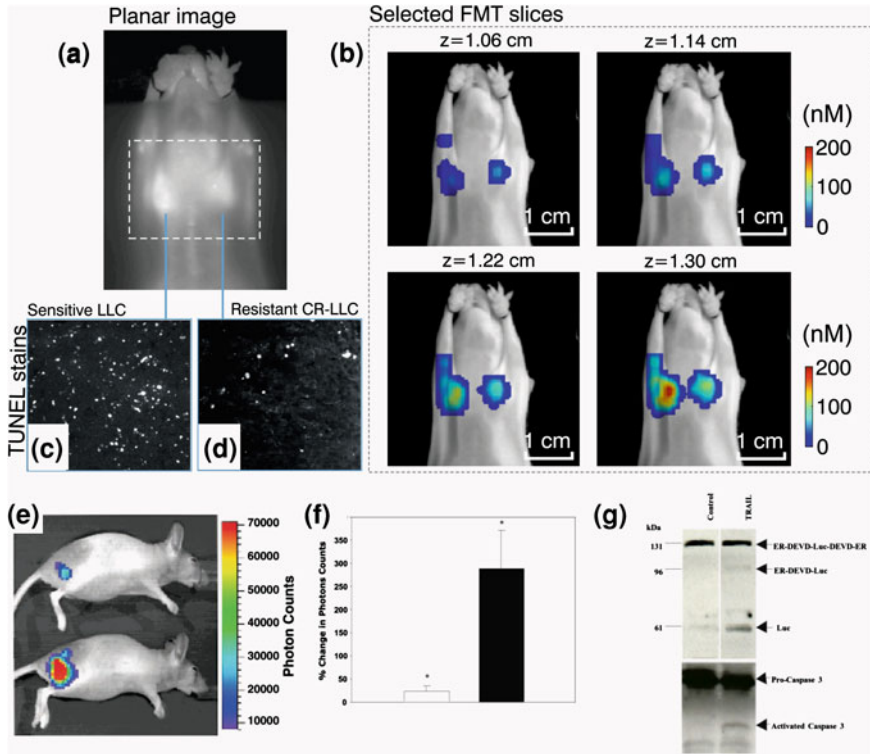 Planar image
(a)
Selected FMT slices
(b)
z=1.06 cm
z=1.14 cm
(nM)
200
100
0
1 cm
1 cm
z=1.22 cm
z=1.30 cm
(nM)
200
100
0
1 cm
1 cm
Sensitive LLC
Resistant CR-LLC
TUNEL stains
(c)
(d)
(e)
70000
60000
50000
40000
30000
20000
10000
Photon Counts
(f)
% Change in Photons Counts
350
300
250
200
150
100
50
0
*
*
(g)
Control
TRAIL
kDa
131
ER-DEVD-Luc-DEVD-ER
96
ER-DEVD-Luc
61
Luc
Pro-Caspase 3
Activated Caspase 3